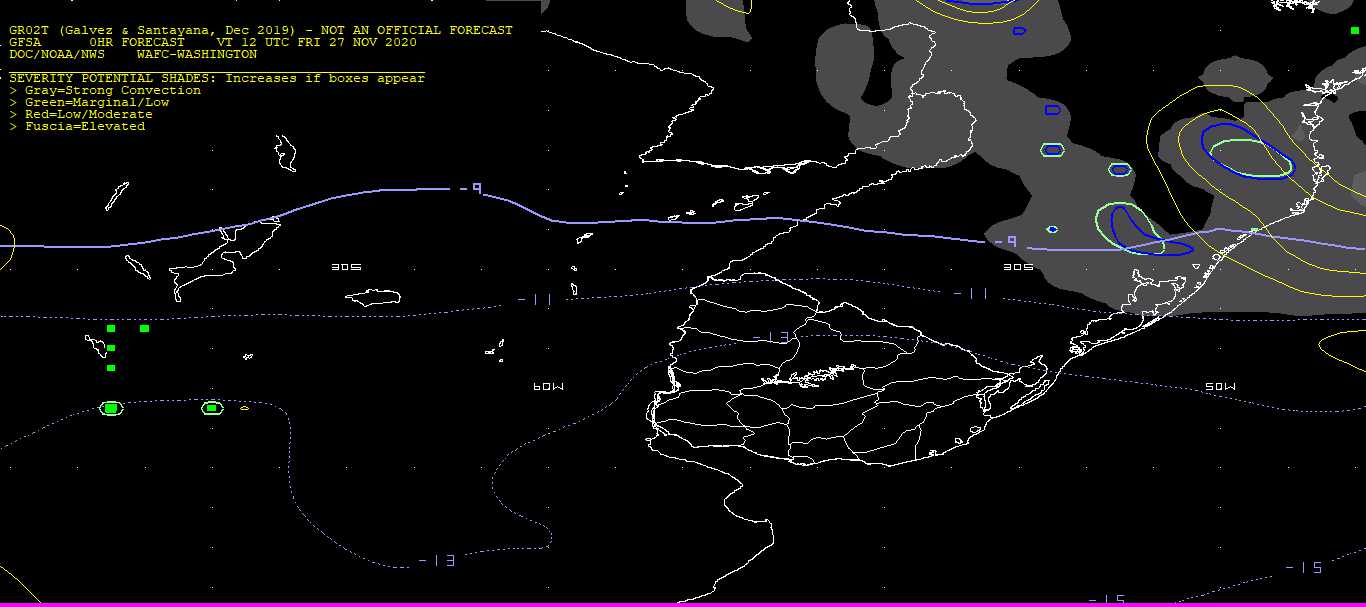 GR02T (Galvez & Santayana, Dec 2019) - NOT AN OFFICIAL FORECAST
GFSA 0HR FORECAST VT 12 UTC FRI 27 NOV 2020
DOC/NOAA/NWS WAFC-WASHINGTON
SEVERITY POTENTIAL SHADES: Increases if boxes appear
> Gray=Strong Convection
> Green=Marginal/Low
> Red=Low/Moderate
> Fuscia=Elevated
-9
-9
30S
30S
-11
-11
-13
60W
50W
-13
-15
-15